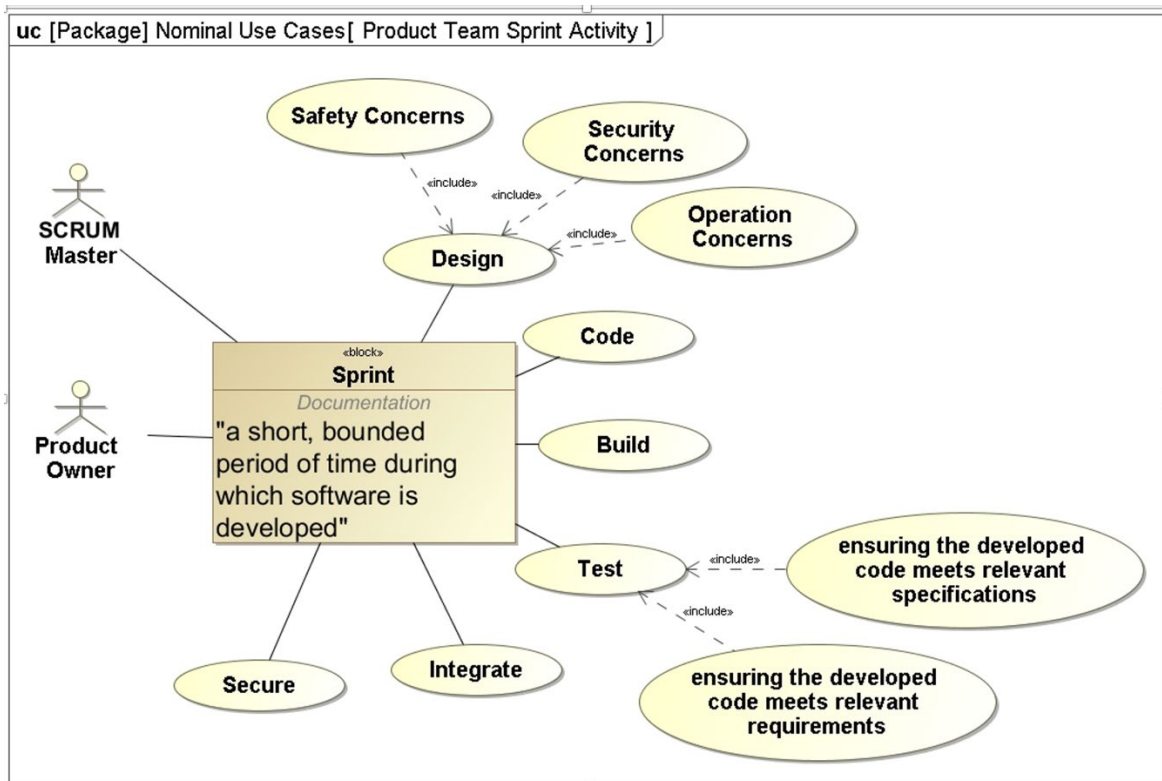 uc [Package] Nominal Use Cases[ Product Team Sprint Activity ]
Safety Concerns
Security
Concerns
«include»
«include»
Operation
Concerns
«include»
SCRUM
Master
Design
Code
«block»
Sprint
Documentation
"a short, bounded
period of time during
which software is
developed"
Product
Owner
Build
Test
«include»
ensuring the developed
code meets relevant
specifications
«include»
Integrate
Secure
ensuring the developed
code meets relevant
requirements